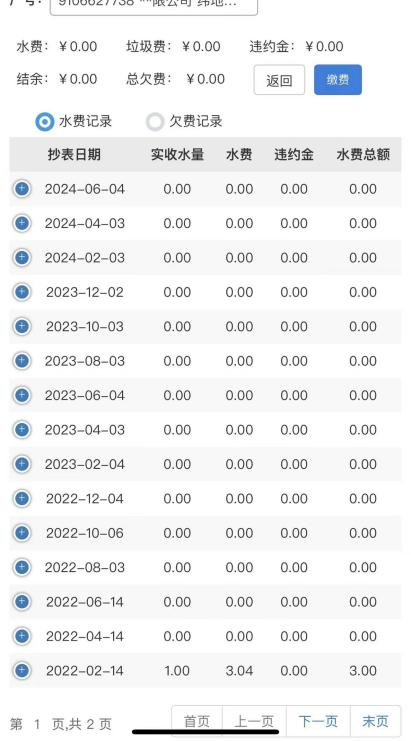 户号： 9106627738 **限公司 纬地...
水费：￥0.00 垃圾费：￥0.00 违约金：￥0.00
结余：￥0.00 总欠费：￥0.00 返回 缴费
水费记录 欠费记录
抄表日期 实收水量 水费 违约金 水费总额
2024-06-04 0.00 0.00 0.00 0.00
2024-04-03 0.00 0.00 0.00 0.00
2024-02-03 0.00 0.00 0.00 0.00
2023-12-02 0.00 0.00 0.00 0.00
2023-10-03 0.00 0.00 0.00 0.00
2023-08-03 0.00 0.00 0.00 0.00
2023-06-04 0.00 0.00 0.00 0.00
2023-04-03 0.00 0.00 0.00 0.00
2023-02-04 0.00 0.00 0.00 0.00
2022-12-04 0.00 0.00 0.00 0.00
2022-10-06 0.00 0.00 0.00 0.00
2022-08-03 0.00 0.00 0.00 0.00
2022-06-14 0.00 0.00 0.00 0.00
2022-04-14 0.00 0.00 0.00 0.00
2022-02-14 1.00 3.04 0.00 3.00
第 1 页,共 2 页 首页 上一页 下一页 末页